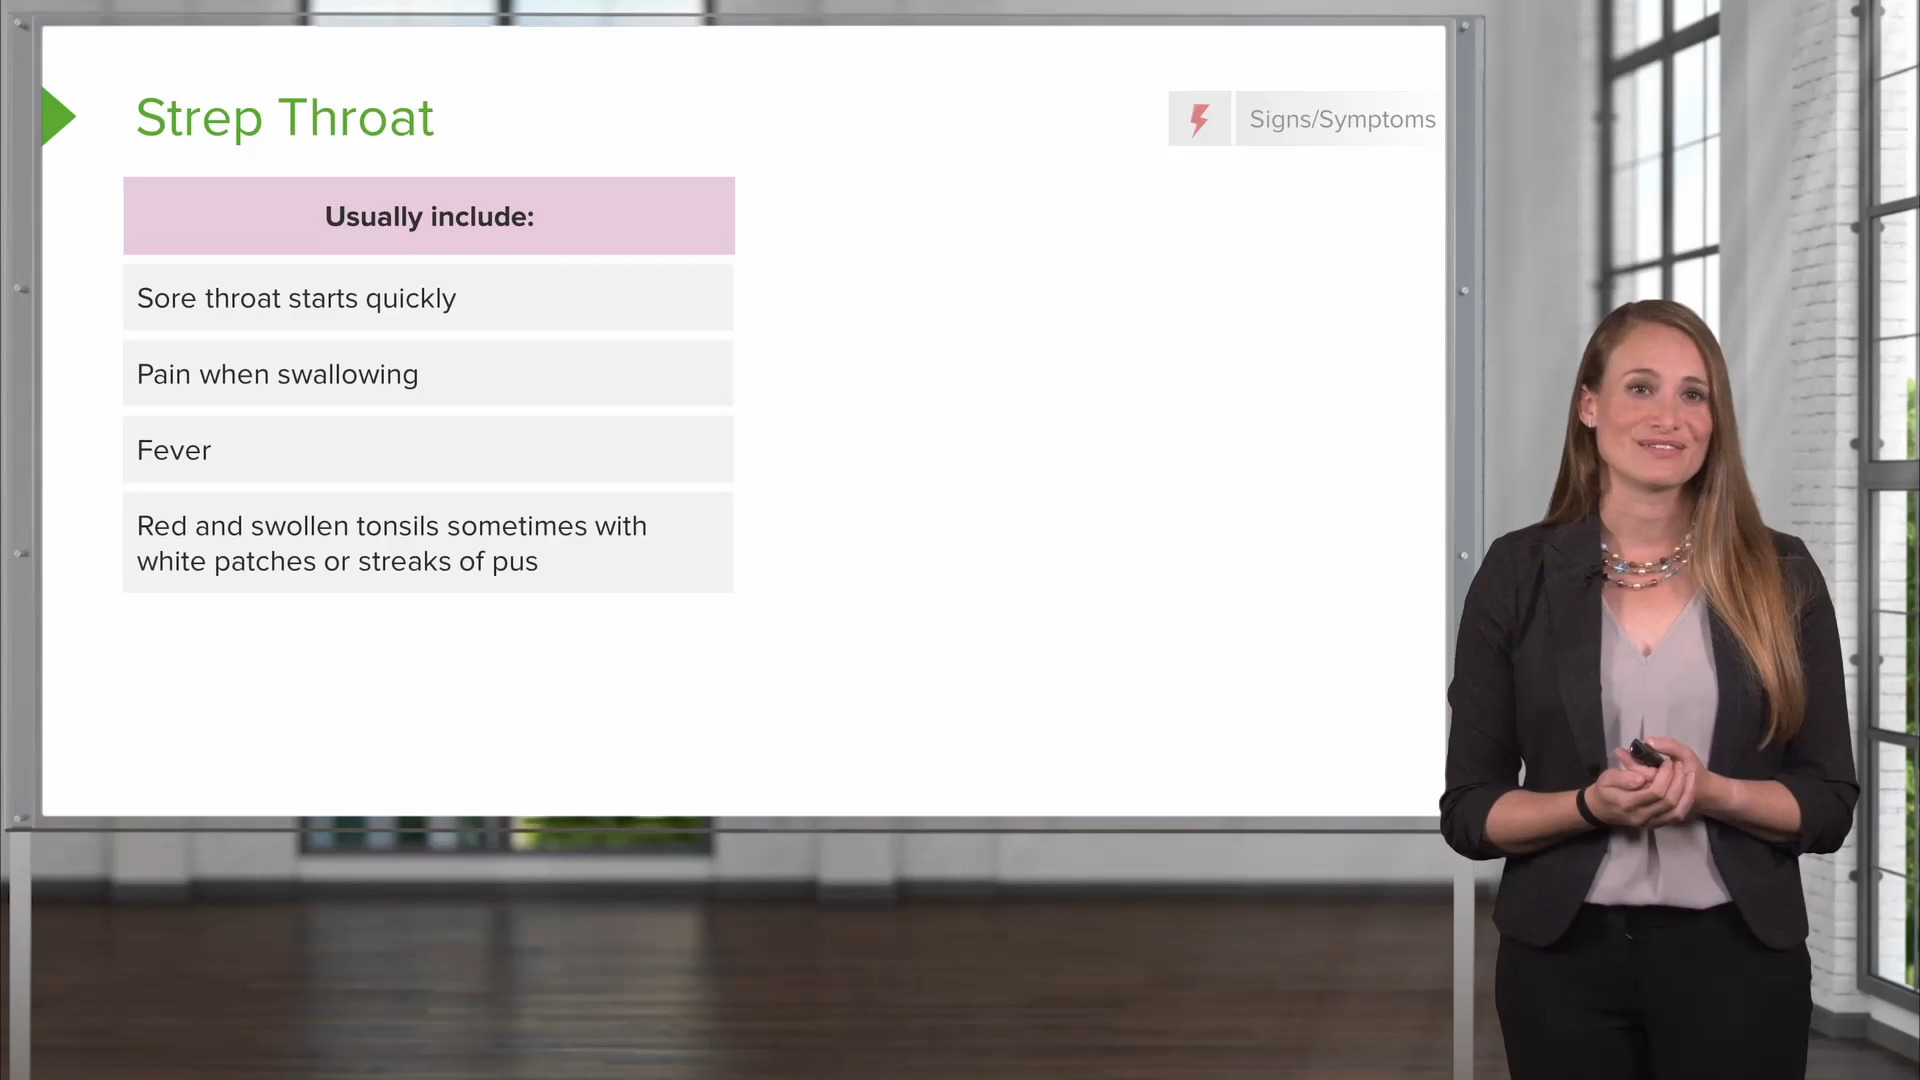 Strep Throat
Signs/Symptoms
Usually include:
Sore throat starts quickly
Pain when swallowing
Fever
Red and swollen tonsils sometimes with
white patches or streaks of pus